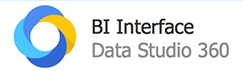 BI Interface
Data Studio 360